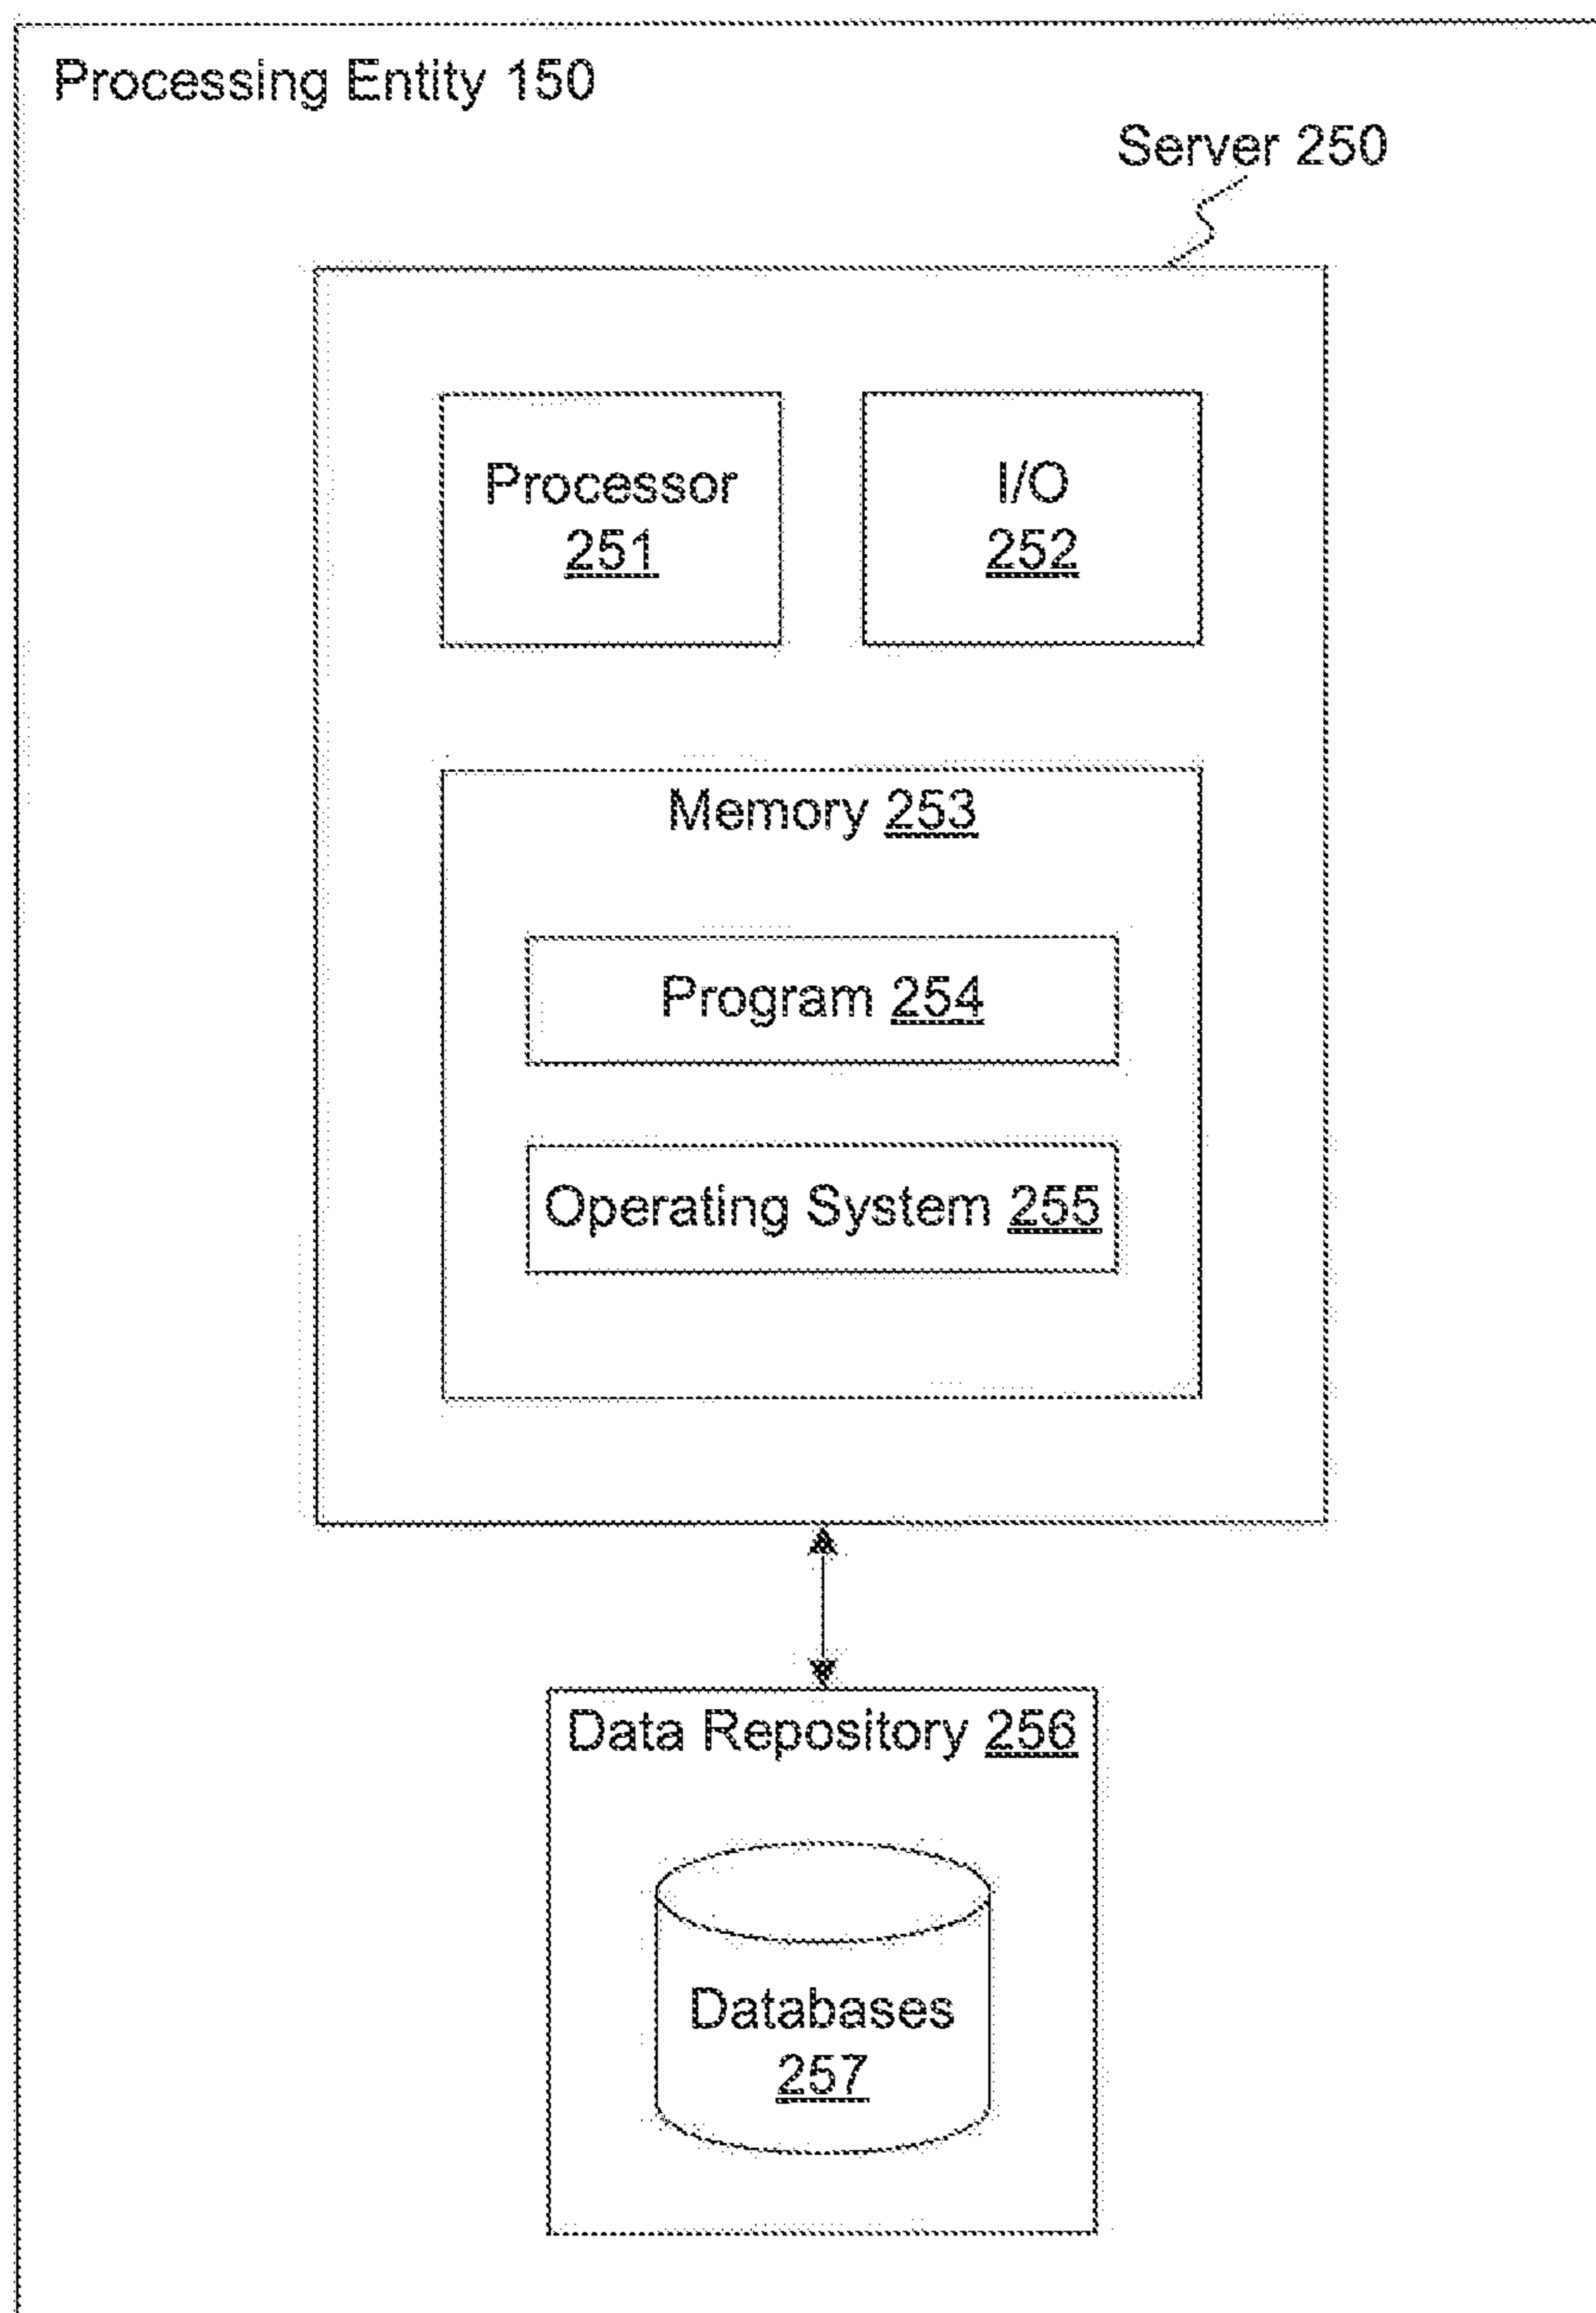 Processing Entity 150
Server 250
Processor
251
I/O
252
Memory 253
Program 254
Operating System 255
Data Repository 256
Databases
257